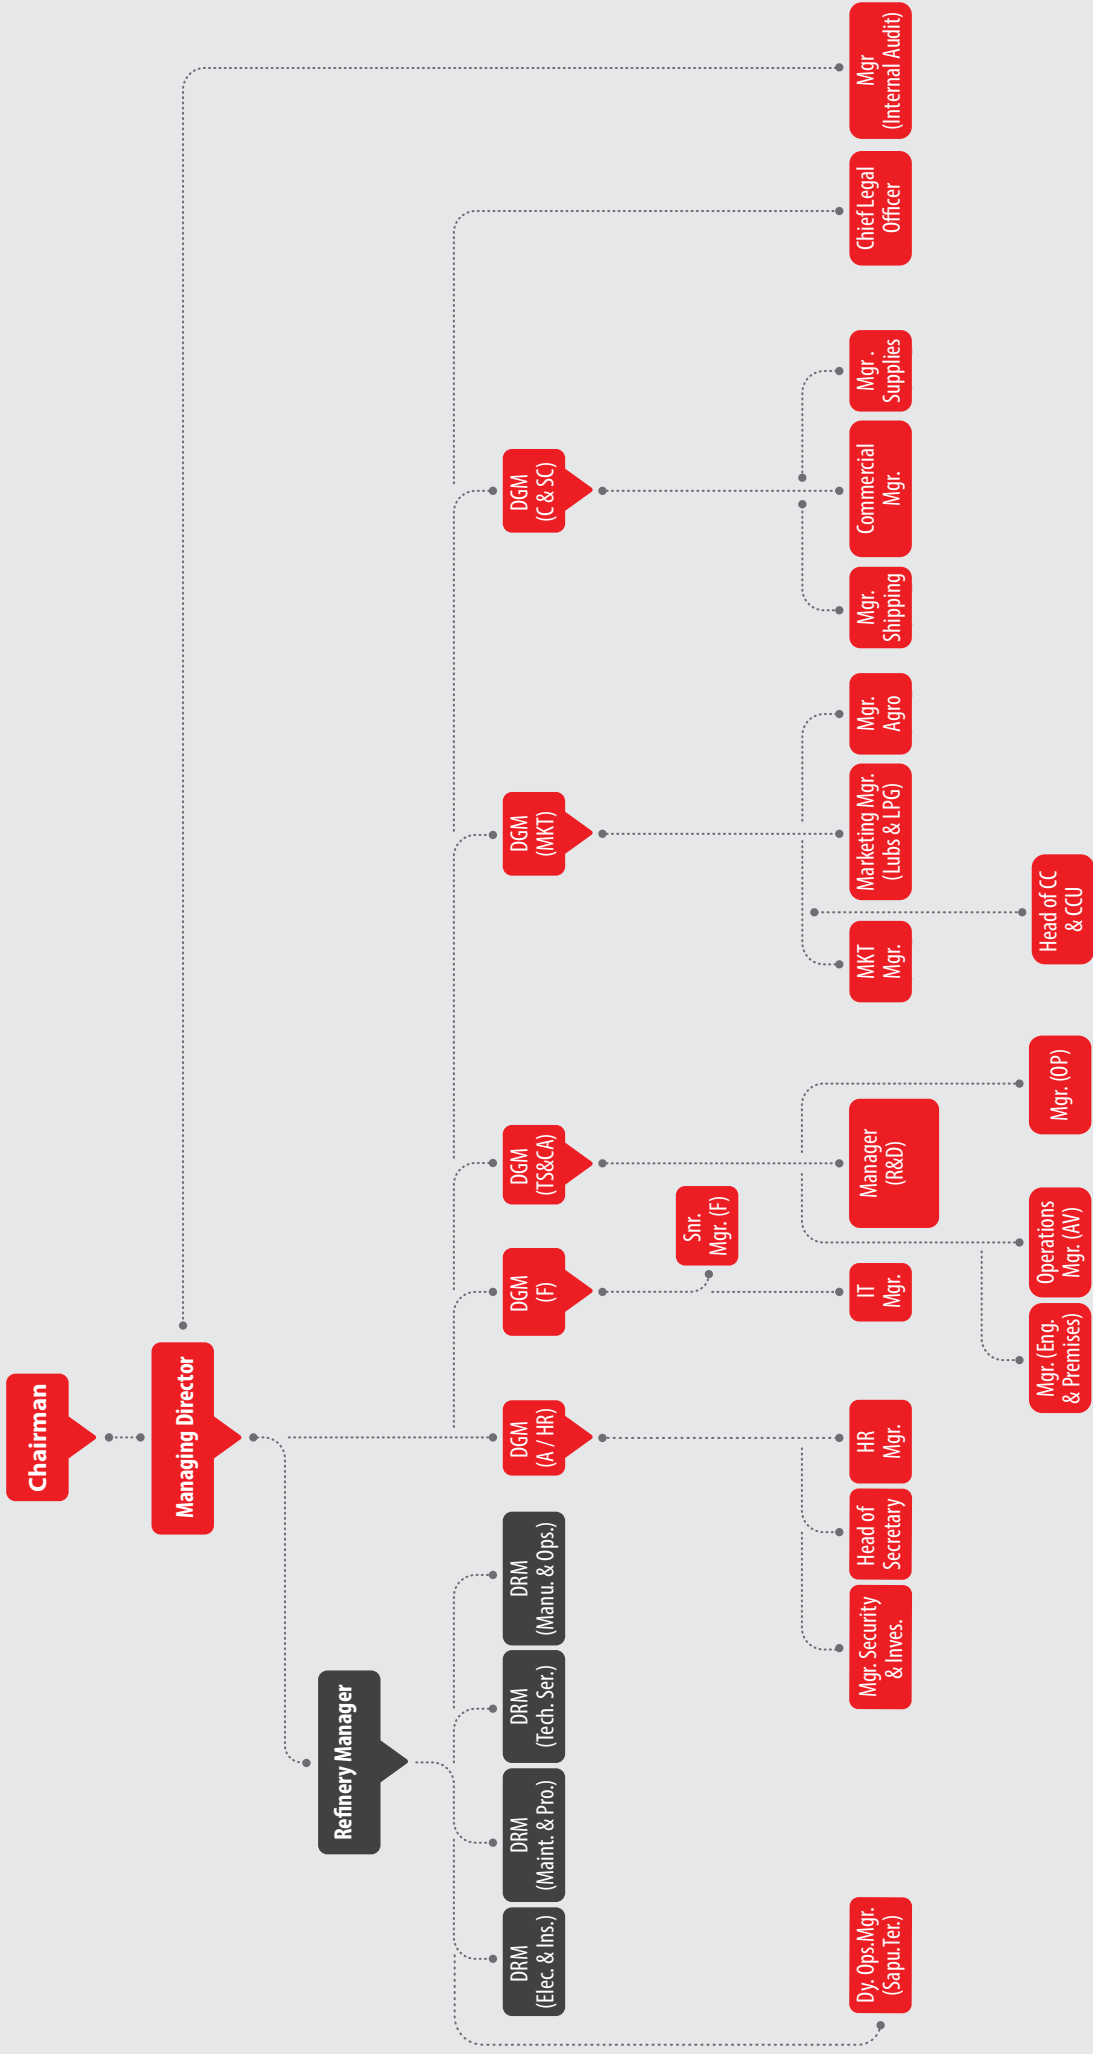 Chairman
Managing Director
Refinery Manager
DRM
(Elec. & Ins.)
DRM
(Maint. & Pro.)
DRM
(Tech. Ser.)
DRM
(Manu. & Ops.)
DGM
(A / HR)
DGM
(F)
DGM
(TS&CA)
DGM
(MKT)
DGM
(C & SC)
Snr.
Mgr. (F)
Dy. Ops.Mgr.
(Sapu.Ter.)
Mgr. Security
& Inves.
Head of
Secretary
HR
Mgr.
IT
Mgr.
Manager
(R&D)
MKT
Mgr.
Marketing Mgr.
(Lubs & LPG)
Mgr.
Agro
Mgr.
Shipping
Commercial
Mgr.
Mgr .
Supplies
Chief Legal
Officer
Mgr
(Internal Audit)
Mgr. (Eng.
& Premises)
Operations
Mgr. (AV)
Mgr. (OP)
Head of CC
& CCU